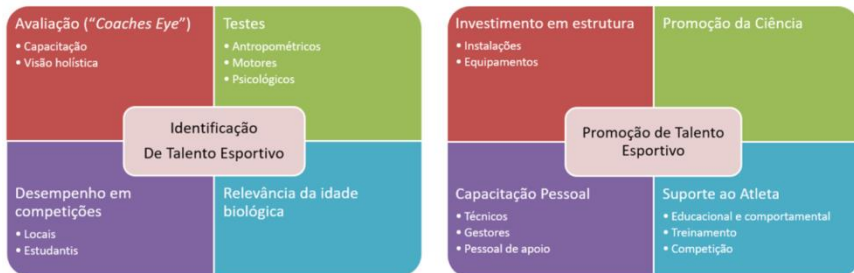 Avaliação (“Coaches Eye”)
• Capacitação
• Visão holística
Testes
• Antropométricos
• Motores
• Psicológicos
Identificação
De Talento Esportivo
Desempenho em
competições
• Locais
• Estudantis
Relevância da idade
biológica
Investimento em estrutura
• Instalações
• Equipamentos
Promoção da Ciência
Promoção de Talento
Esportivo
Capacitação Pessoal
• Técnicos
• Gestores
• Pessoal de apoio
Suporte ao Atleta
• Educacional e comportamental
• Treinamento
• Competição